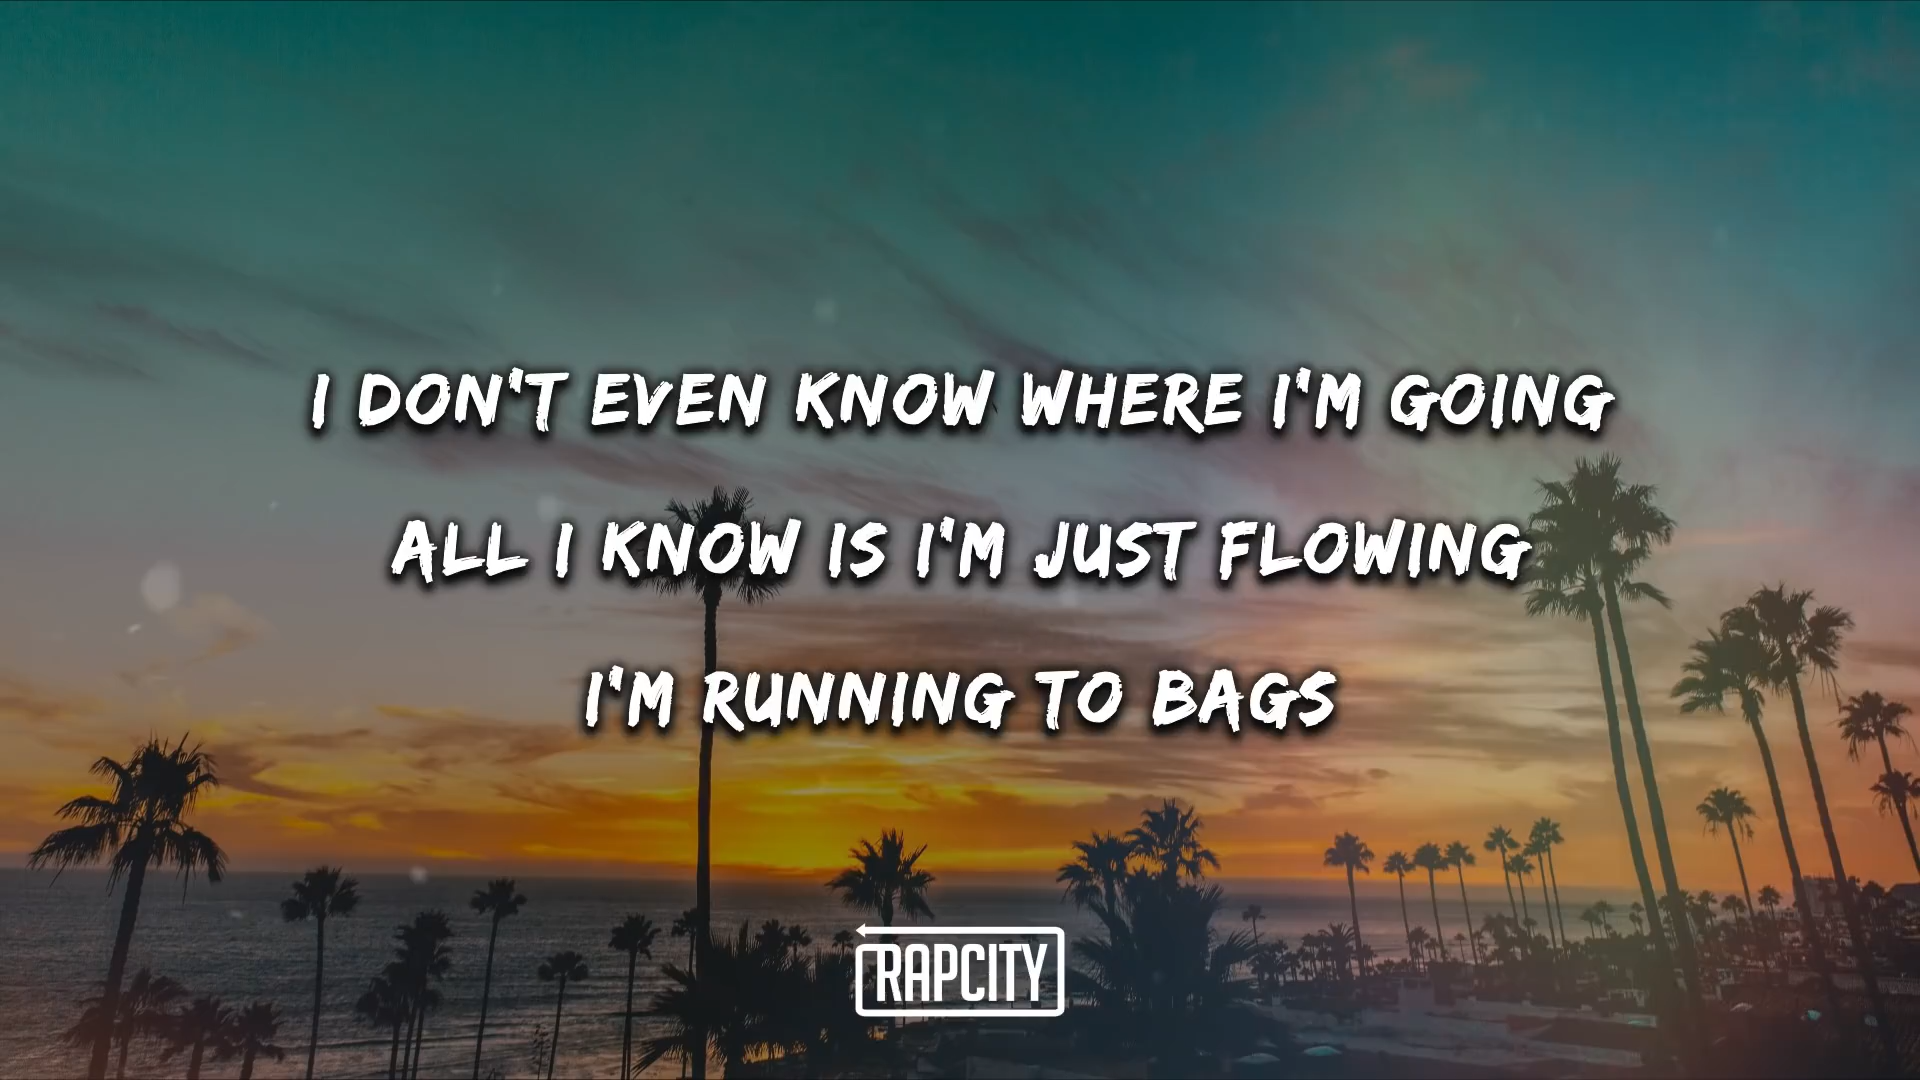 I DON'T EVEN KNOW WHERE I'M GOING
ALL I KNOW IS I'M JUST FLOWING
I'M RUNNING TO BAGS
RAPCITY